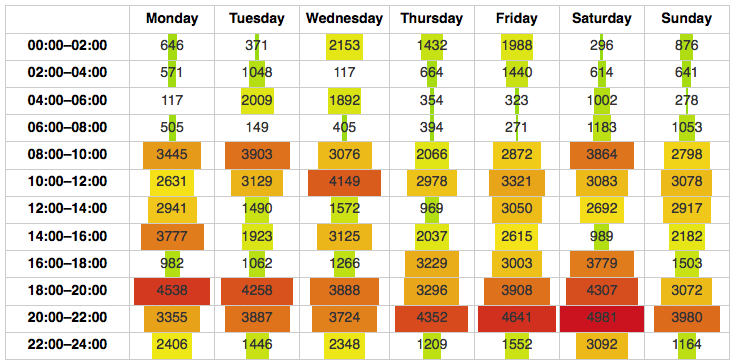 Monday Tuesday Wednesday Thursday Friday Saturday Sunday
00:00–02:00 646 371 2153 1432 1988 296 876
02:00–04:00 571 1048 117 664 1440 614 641
04:00–06:00 117 2009 1892 354 323 1002 278
06:00–08:00 505 149 405 394 271 1183 1053
08:00–10:00 3445 3903 3076 2066 2872 3864 2798
10:00–12:00 2631 3129 4149 2978 3321 3083 3078
12:00–14:00 2941 1490 1572 969 3050 2692 2917
14:00–16:00 3777 1923 3125 2037 2615 989 2182
16:00–18:00 982 1062 1266 3229 3003 3779 1503
18:00–20:00 4538 4258 3888 3296 3908 4307 3072
20:00–22:00 3355 3887 3724 4352 4641 4981 3980
22:00–24:00 2406 1446 2348 1209 1552 3092 1164